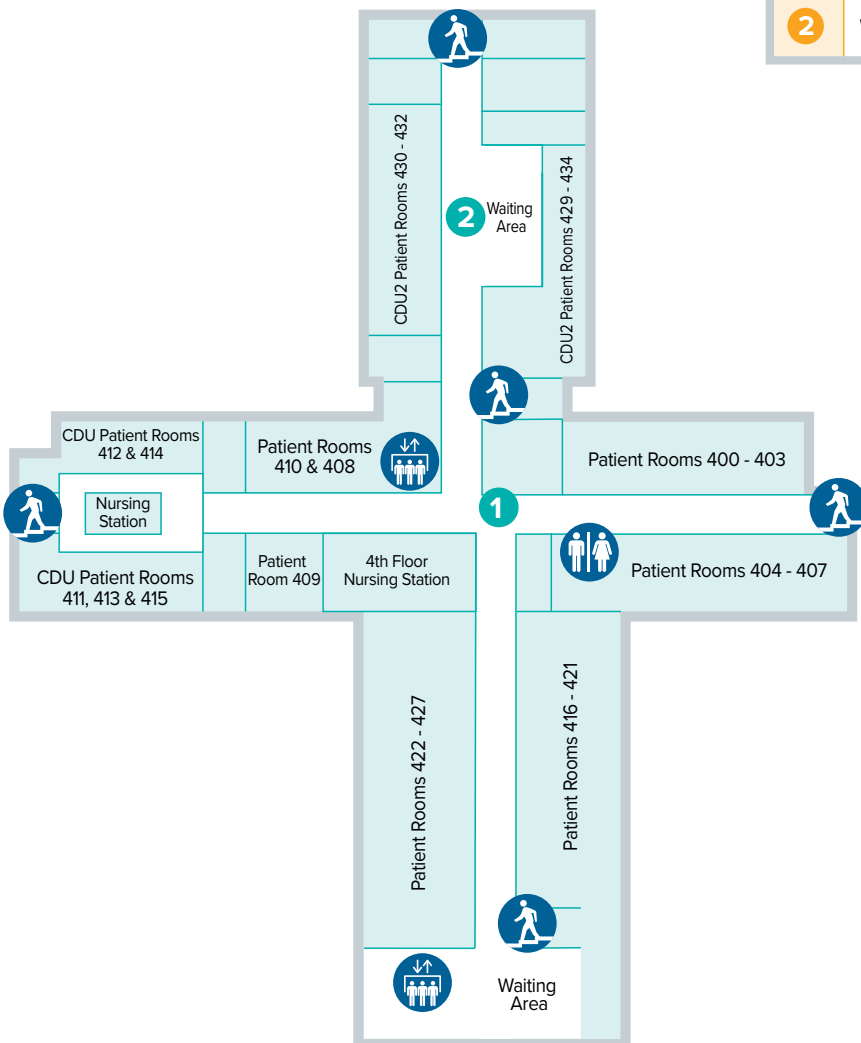 2
CDU2 Patient Rooms 430 - 432
2
Waiting
Area
CDU2 Patient Rooms 429 - 434
CDU Patient Rooms
412 & 414
Patient Rooms
410 & 408
Patient Rooms 400 - 403
Nursing
Station
1
CDU Patient Rooms
411, 413 & 415
Patient
Room 409
4th Floor
Nursing Station
Patient Rooms 404 - 407
Patient Rooms 422 - 427
Patient Rooms 416 - 421
Waiting
Area